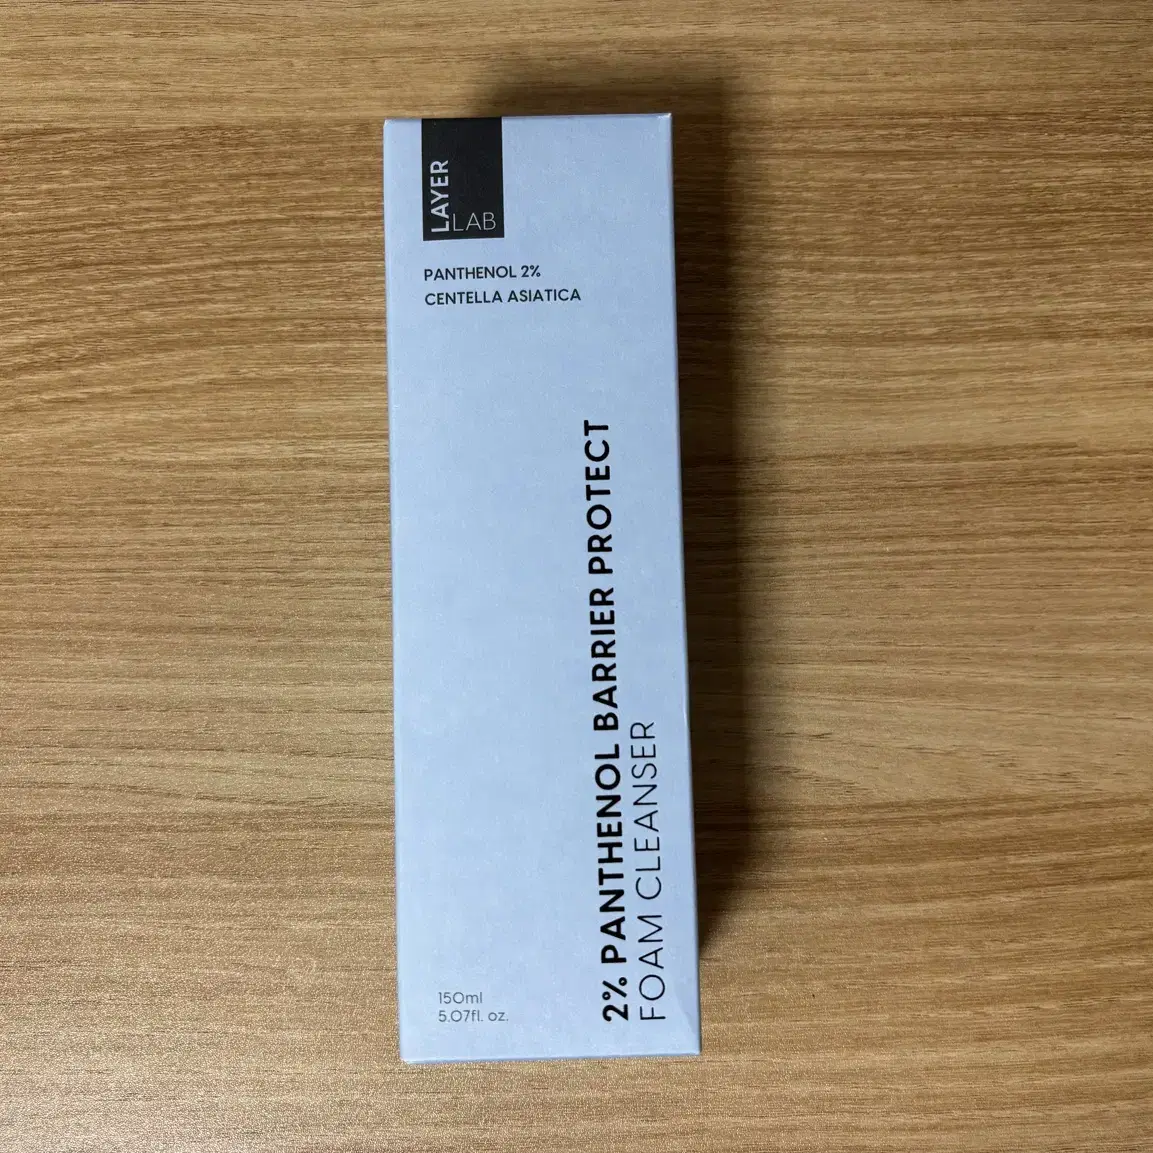 LAYER
LAB
PANTHENOL 2%
CENTELLA ASIATICA
2% PANTHENOL BARRIER PROTECT
FOAM CLEANSER
150ml
5.07fl. oz.